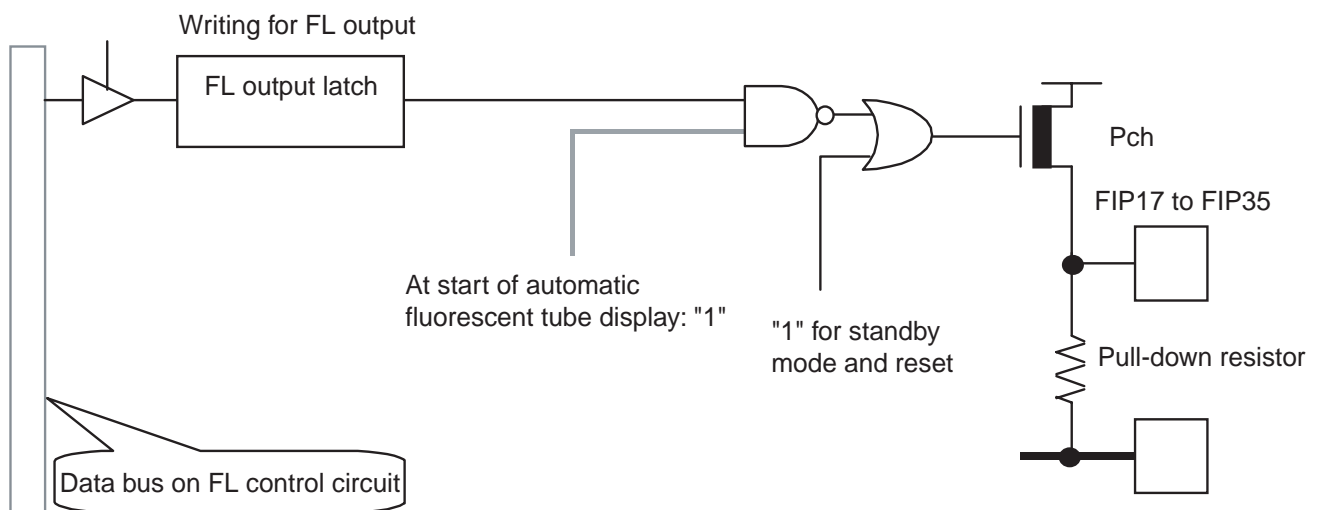 Writing for FL output
FL output latch
Pch
FIP17 to FIP35
At start of automatic
fluorescent tube display: "1"
"1" for standby
mode and reset
Pull-down resistor
Data bus on FL control circuit